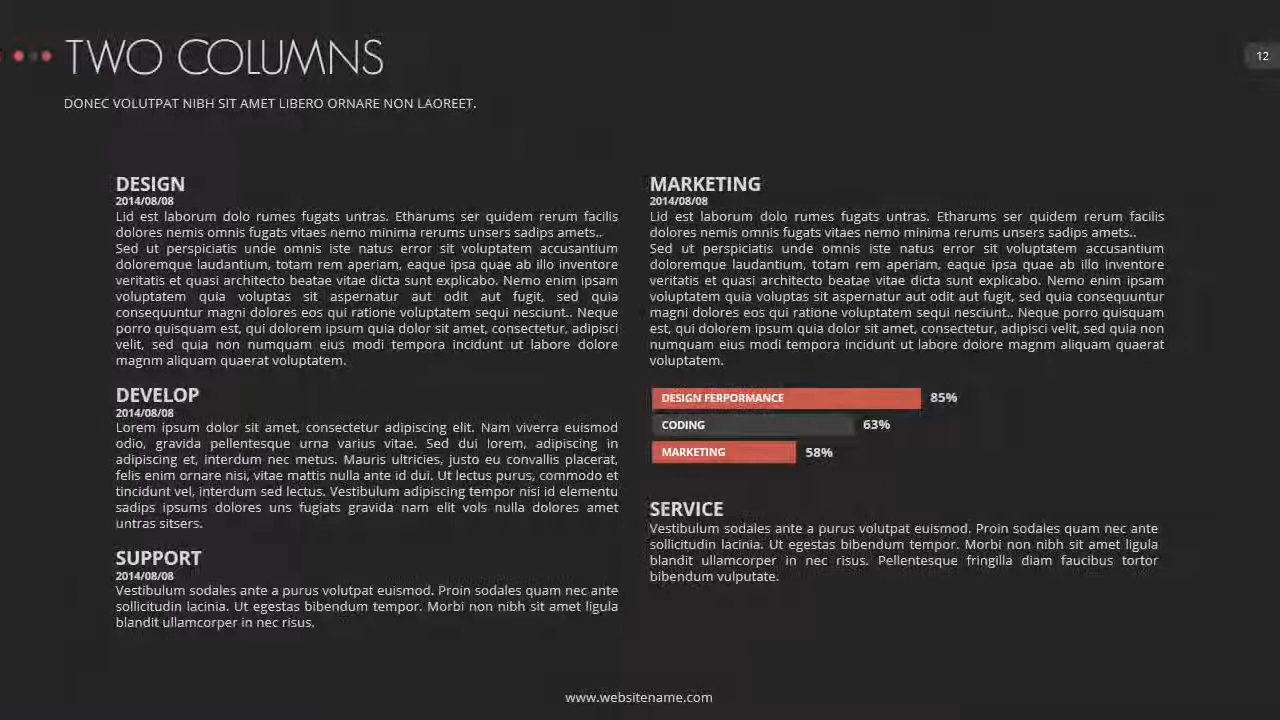 TWO COLUMNS
12
DONEC VOLUTPAT NIBH SIT AMET LIBERO ORNARE NON LAOREET.
DESIGN
2014/08/08
Lid est laborum dolo rumes fugats untras. Etharums ser quidem rerum facilis
dolores nemis omnis fugats vitaes nemo minima rerums unsers sadips amets..
Sed ut perspiciatis unde omnis iste natus error sit voluptatem accusantium
doloremque laudantium, totam rem aperiam, eaque ipsa quae ab illo inventore
veritatis et quasi architecto beatae vitae dicta sunt explicabo. Nemo enim ipsam
voluptatem quia voluptas sit aspernatur aut odit aut fugit, sed quia
consequuntur magni dolores eos qui ratione voluptatem sequi nesciunt.. Neque
porro quisquam est, qui dolorem ipsum quia dolor sit amet, consectetur, adipisci
velit, sed quia non numquam eius modi tempora incidunt ut labore dolore
magnm aliquam quaerat voluptatem.
DEVELOP
2014/08/08
Lorem ipsum dolor sit amet, consectetur adipiscing elit. Nam viverra euismod
odio, gravida pellentesque urna varius vitae. Sed dui lorem, adipiscing in
adipiscing et, interdum nec metus. Mauris ultricies, justo eu convallis placerat,
felis enim ornare nisi, vitae mattis nulla ante id dui. Ut lectus purus, commodo et
tincidunt vel, interdum sed lectus. Vestibulum adipiscing tempor nisi id elementu
sadips ipsums dolores uns fugiats gravida nam elit vols nulla dolores amet
untras sitsers.
SUPPORT
2014/08/08
Vestibulum sodales ante a purus volutpat euismod. Proin sodales quam nec ante
sollicitudin lacinia. Ut egestas bibendum tempor. Morbi non nibh sit amet ligula
blandit ullamcorper in nec risus.
MARKETING
2014/08/08
Lid est laborum dolo rumes fugats untras. Etharums ser quidem rerum facilis
dolores nemis omnis fugats vitaes nemo minima rerums unsers sadips amets..
Sed ut perspiciatis unde omnis iste natus error sit voluptatem accusantium
doloremque laudantium, totam rem aperiam, eaque ipsa quae ab illo inventore
veritatis et quasi architecto beatae vitae dicta sunt explicabo. Nemo enim ipsam
voluptatem quia voluptas sit aspernatur aut odit aut fugit, sed quia consequuntur
magni dolores eos qui ratione voluptatem sequi nesciunt.. Neque porro quisquam
est, qui dolorem ipsum quia dolor sit amet, consectetur, adipisci velit, sed quia non
numquam eius modi tempora incidunt ut labore dolore magnm aliquam quaerat
voluptatem.
DESIGN FERPORMANCE 85%
CODING 63%
MARKETING 58%
SERVICE
Vestibulum sodales ante a purus volutpat euismod. Proin sodales quam nec ante
sollicitudin lacinia. Ut egestas bibendum tempor. Morbi non nibh sit amet ligula
blandit ullamcorper in nec risus. Pellentesque fringilla diam faucibus tortor
bibendum vulputate.
www.websitename.com